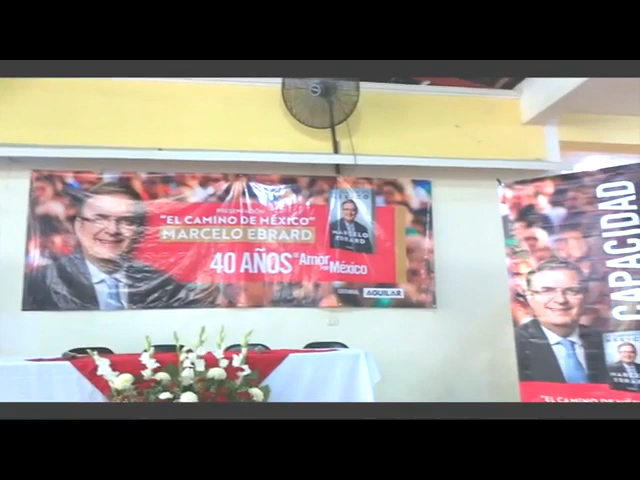 PRESENTACIÓN
"EL CAMINO DE MÉXICO"
MARCELO EBRARD
40 AÑOS DE Amor POR México
MARCELO
EBRARD
AGUILAR
CAPACIDAD
"EL CAMINO DE MÉ